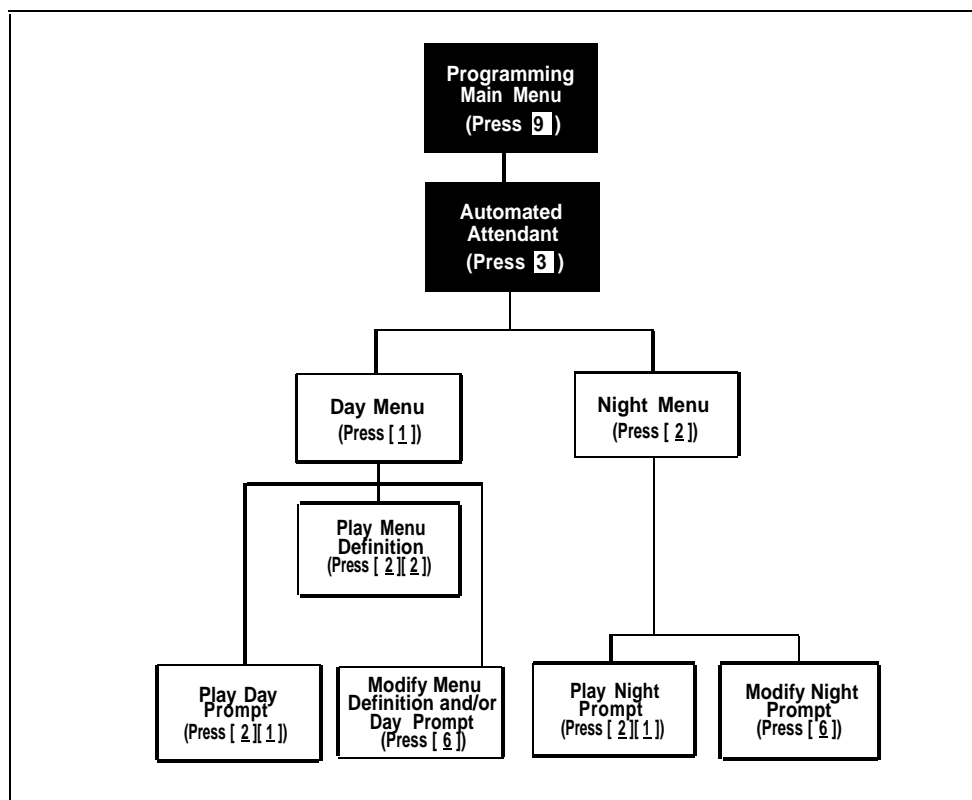 Programming
Main Menu
(Press 9 )
Automated
Attendant
(Press 3 )
Day Menu
(Press [ 1 ])
Night Menu
(Press [ 2 ])
Play Menu
Definition
(Press [ 2 ][ 2 ])
Play Day
Prompt
(Press [ 2 ][ 1 ])
Modify Menu
Definition and/or
Day Prompt
(Press [ 6 ])
Play Night
Prompt
(Press [ 2 ][ 1 ])
Modify Night
Prompt
(Press [ 6 ])